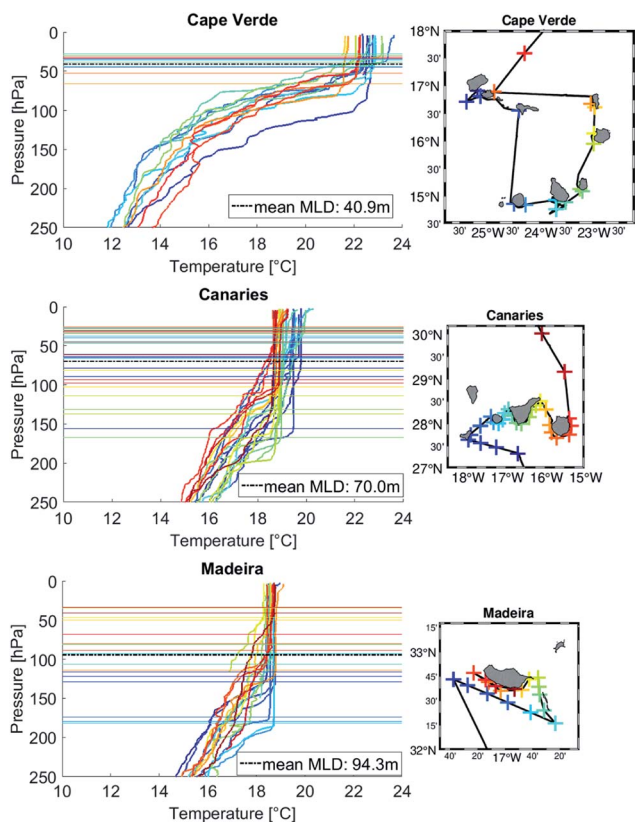 Cape Verde
0
50
100
150
200
250
Pressure [hPa]
mean MLD: 40.9m
10 12 14 16 18 20 22 24
Temperature [°C]
Cape Verde
18°N
30'
17°N
30'
16°N
30'
15°N
30'
30' 25°W 30' 24°W 30' 23°W 30'
Canaries
0
50
100
150
200
250
Pressure [hPa]
mean MLD: 70.0m
10 12 14 16 18 20 22 24
Temperature [°C]
Canaries
30°N
30'
29°N
30'
28°N
30'
27°N
18°W 17°W 16°W 15°W
Madeira
0
50
100
150
200
250
Pressure [hPa]
mean MLD: 94.3m
10 12 14 16 18 20 22 24
Temperature [°C]
Madeira
15'
33°N
45'
30'
15'
32°N
40' 20' 17°W 40' 20'